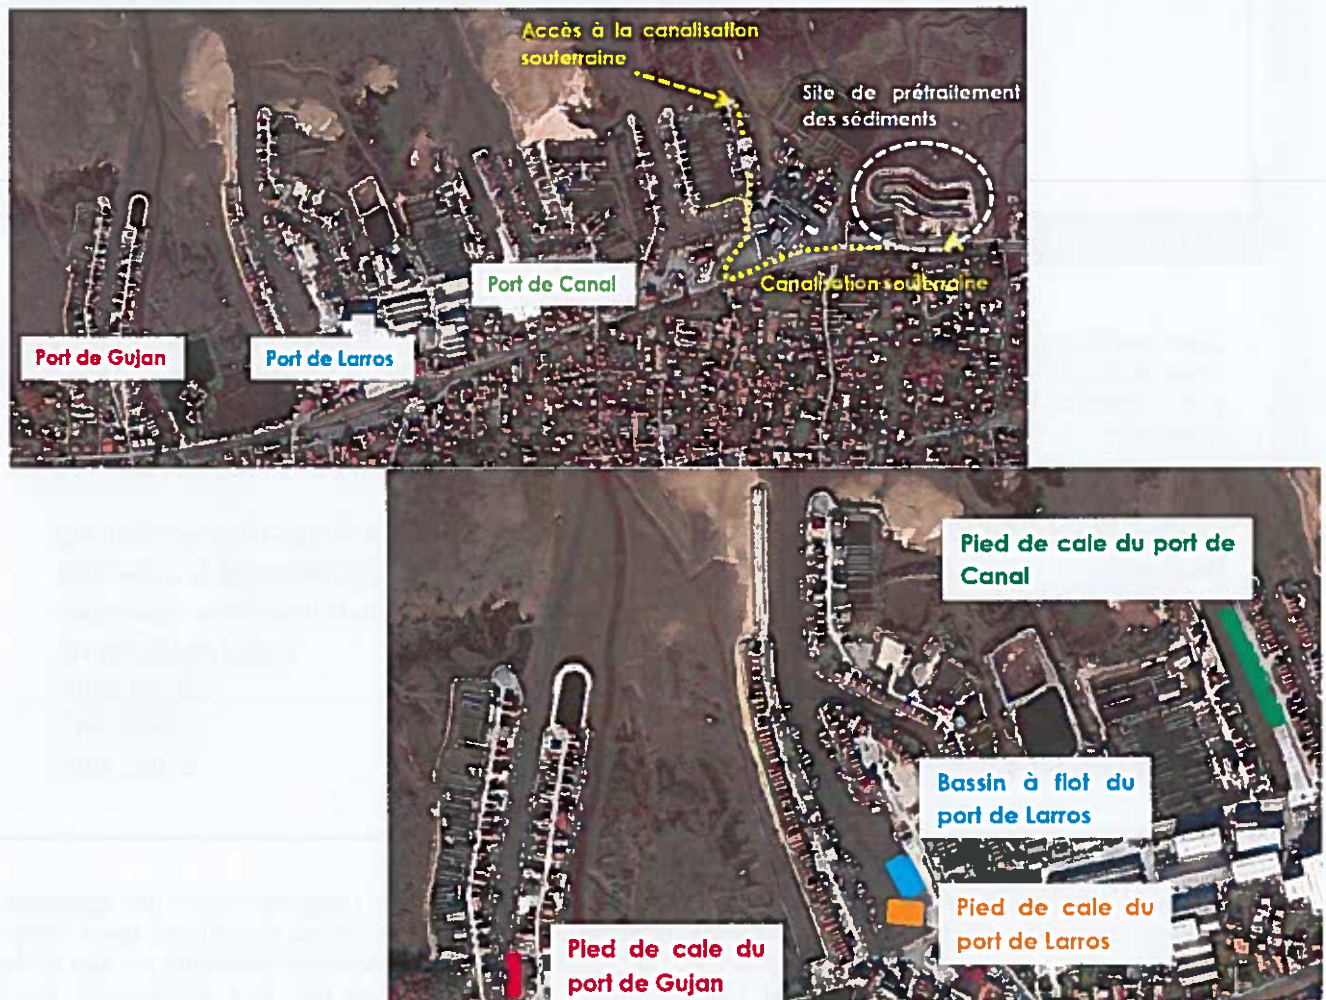 Accès à la canalisation
souterraine
Site de prétraitement
des sédiments
Port de Canal
Canalisation souterraine
Port de Gujan
Port de Larros
Pied de cale du port de
Canal
Bassin à flot du
port de Larros
Pied de cale du
port de Larros
Pied de cale du
port de Gujan